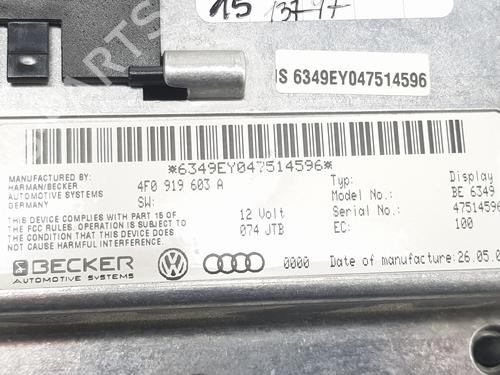 15 13747
IS 6349EY047514596
*6349EY047514596*
MANUFACTURED BY:
HARMAN/BECKER
AUTOMOTIVE SYSTEMS
GERMANY
4F0 919 603 A
SW:
Typ: Display
Model No.: BE 6349
Serial No.: 47514596
THIS DEVICE COMPLIES WITH PART 15 OF
THE FCC RULES. OPERATION IS SUBJECT TO
THE CONDITION THAT THIS DEVICE DOES
NOT CAUSE HARMFUL INTERFERENCE.
12 Volt
074 JTB
EC: 100
BECKER
AUTOMOTIVE SYSTEMS
0000 Date of manufacture: 26.05.0